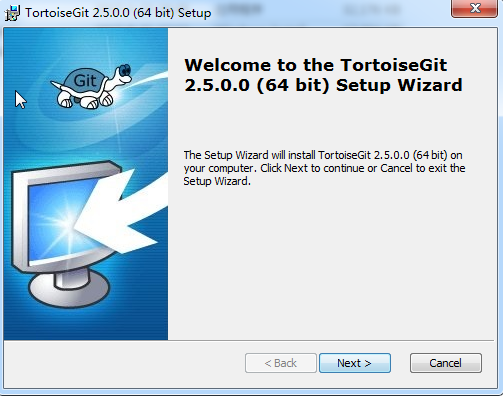 TortoiseGit 2.5.0.0 (64 bit) Setup
Git
Welcome to the TortoiseGit
2.5.0.0 (64 bit) Setup Wizard
The Setup Wizard will install TortoiseGit 2.5.0.0 (64 bit) on
your computer. Click Next to continue or Cancel to exit the
Setup Wizard.
< Back
Next >
Cancel